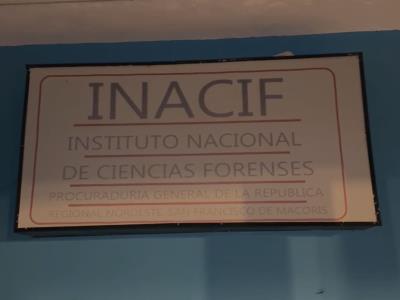 INACIF
INSTITUTO NACIONAL
DE CIENCIAS FORENSES
PROCURADURIA GENERAL DE LA REPUBLICA
REGIONAL NORDESTE, SAN FRANCISCO DE MACORIS